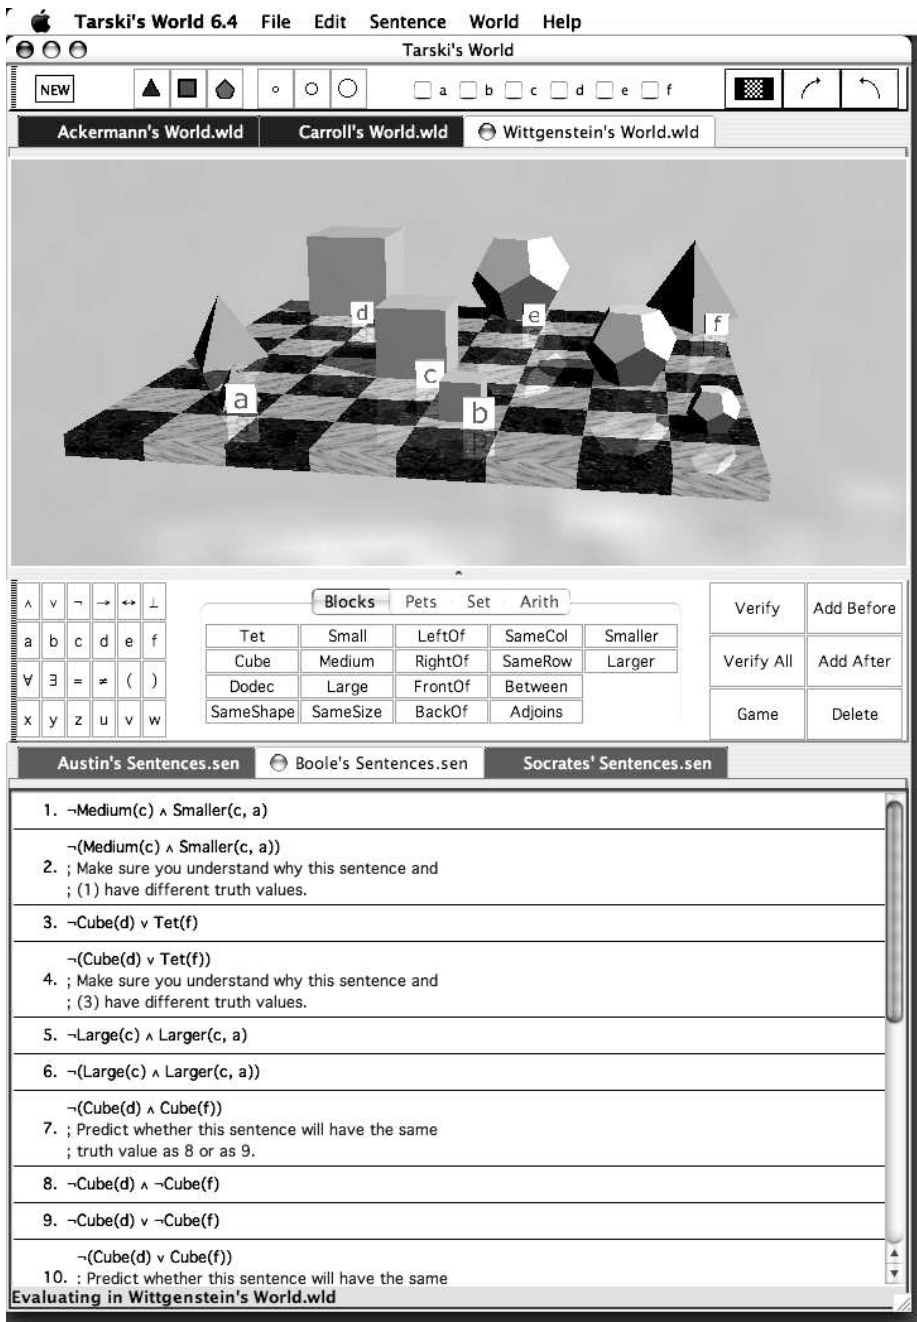 Tarski's World 6.4 File Edit Sentence World Help
Tarski's World
NEW a b c d e f
Ackermann's World.wld Carroll's World.wld Wittgenstein's World.wld
d
e
f
c
a
b
∧ ∨ ¬ → ↔ ⊥
a b c d e f
∀ ∃ = ≠ ( )
x y z u v w
Blocks Pets Set Arith
Tet Small LeftOf SameCol Smaller
Cube Medium RightOf SameRow Larger
Dodec Large FrontOf Between
SameShape SameSize BackOf Adjoins
Verify Add Before
Verify All Add After
Game Delete
Austin's Sentences.sen Boole's Sentences.sen Socrates' Sentences.sen
1. ¬Medium(c) ∧ Smaller(c, a)
¬(Medium(c) ∧ Smaller(c, a))
2. ; Make sure you understand why this sentence and
; (1) have different truth values.
3. ¬Cube(d) ∨ Tet(f)
¬(Cube(d) ∨ Tet(f))
4. ; Make sure you understand why this sentence and
; (3) have different truth values.
5. ¬Large(c) ∧ Larger(c, a)
6. ¬(Large(c) ∧ Larger(c, a))
¬(Cube(d) ∧ Cube(f))
7. ; Predict whether this sentence will have the same
; truth value as 8 or as 9.
8. ¬Cube(d) ∧ ¬Cube(f)
9. ¬Cube(d) ∨ ¬Cube(f)
¬(Cube(d) ∨ Cube(f))
10. ; Predict whether this sentence will have the same
Evaluating in Wittgenstein's World.wld